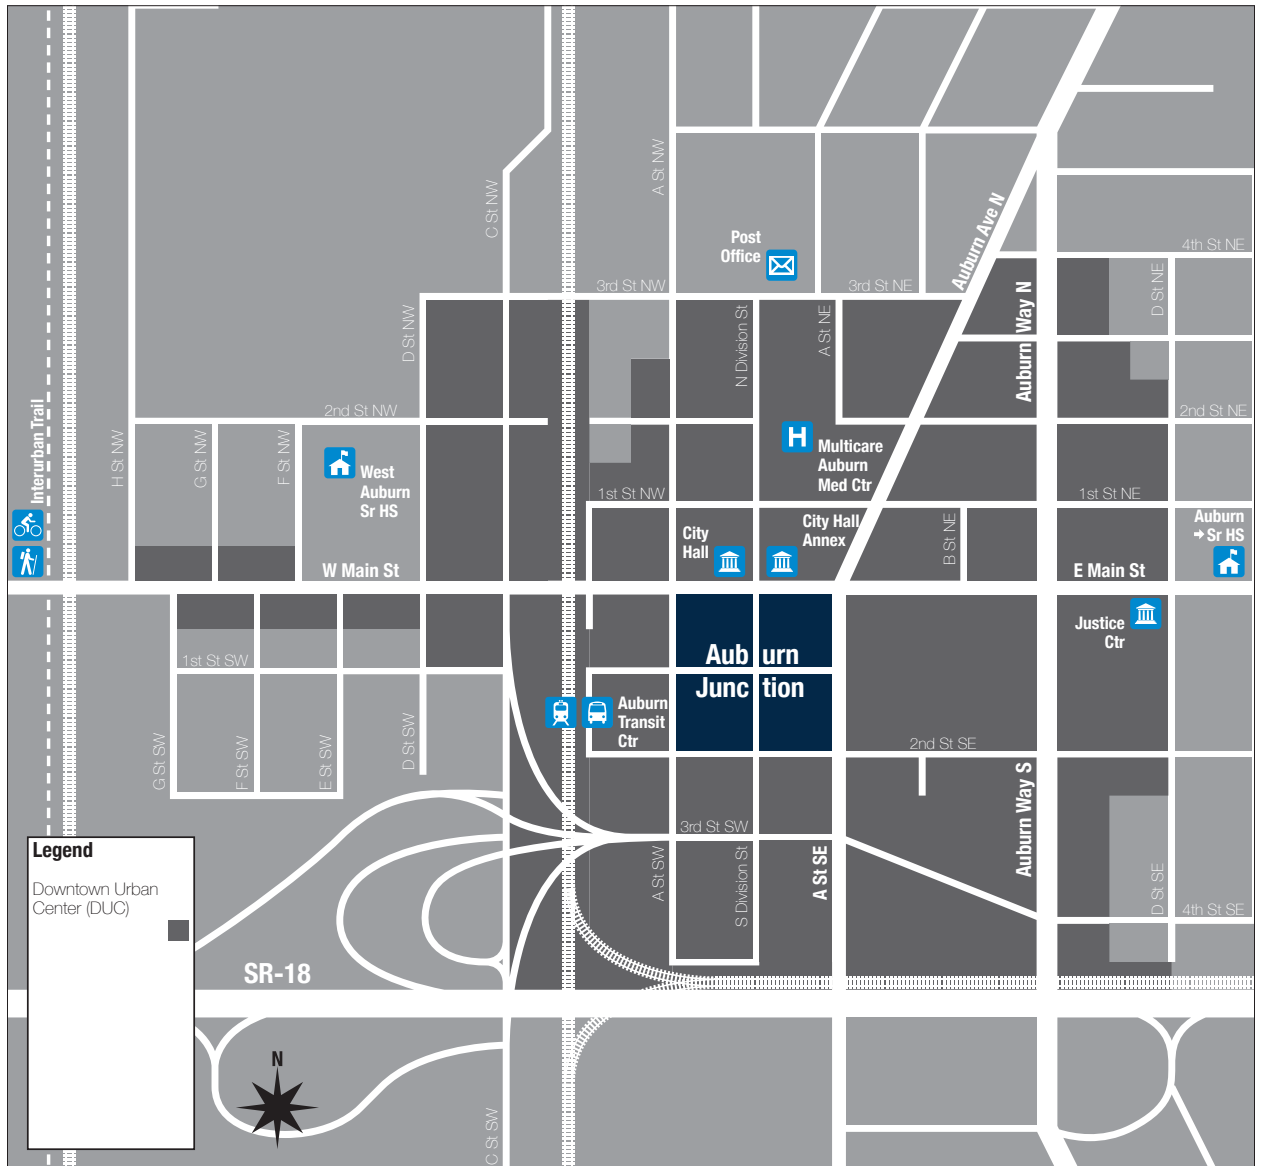 A St NW
C St NW
Auburn Ave N
Post
Office
4th St NE
3rd St NW
3rd St NE
D St NE
D St NW
N Division St
A St NE
Auburn Way N
2nd St NW
2nd St NE
Interurban Trail
H St NW
G St NW
F St NW
West
Auburn
Sr HS
H
Multicare
Auburn
Med Ctr
1st St NW
1st St NE
City
Hall
City Hall
Annex
B St NE
Auburn
Sr HS
W Main St
E Main St
Justice
Ctr
Auburn
Junction
1st St SW
Auburn
Transit
Ctr
G St SW
F St SW
E St SW
D St SW
2nd St SE
Auburn Way S
3rd St SW
A St SW
S Division St
A St SE
D St SE
4th St SE
Legend
Downtown Urban
Center (DUC)
SR-18
N
C St SW